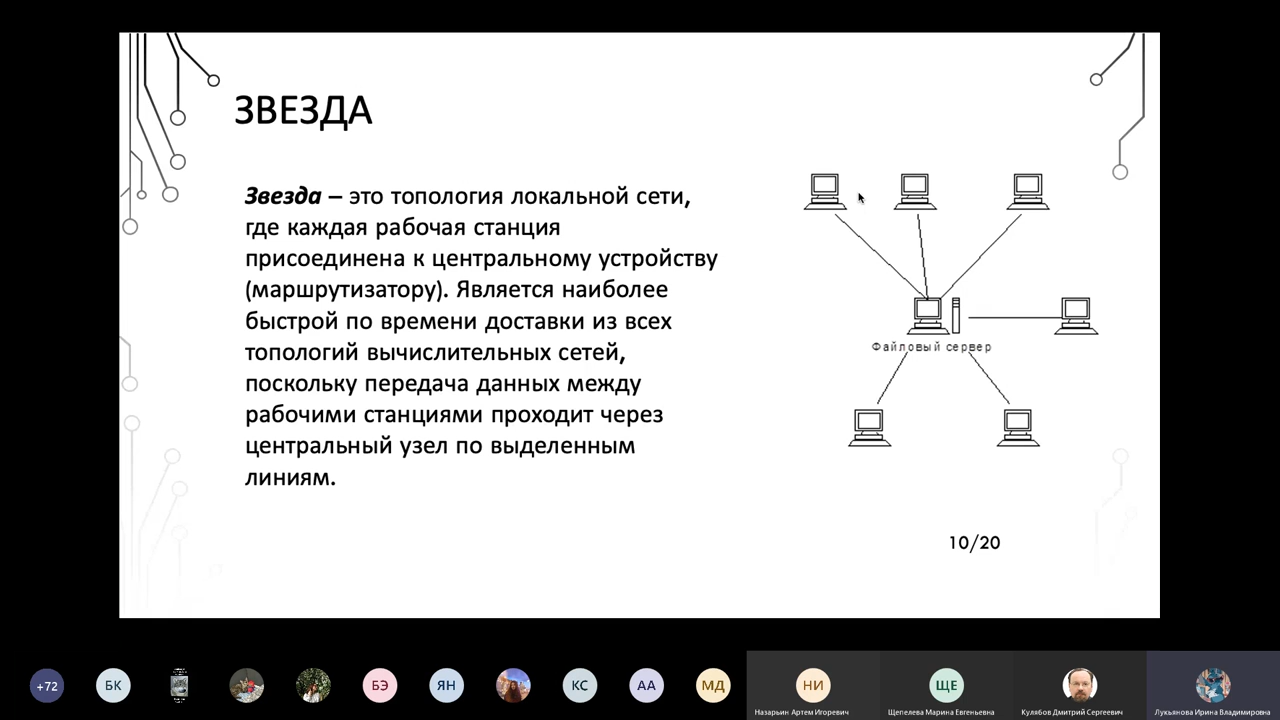 ЗВЕЗДА
Звезда – это топология локальной сети,
где каждая рабочая станция
присоединена к центральному устройству
(маршрутизатору). Является наиболее
быстрой по времени доставки из всех
топологий вычислительных сетей,
поскольку передача данных между
рабочими станциями проходит через
центральный узел по выделенным
линиям.
Файловый сервер
10/20
+72
БК
БЭ
ЯН
КС
АА
МД
НИ
ЩЕ
Назарьин Артем Игоревич
Щепелева Марина Евгеньевна
Кулябов Дмитрий Сергеевич
Лукьянова Ирина Владимировна